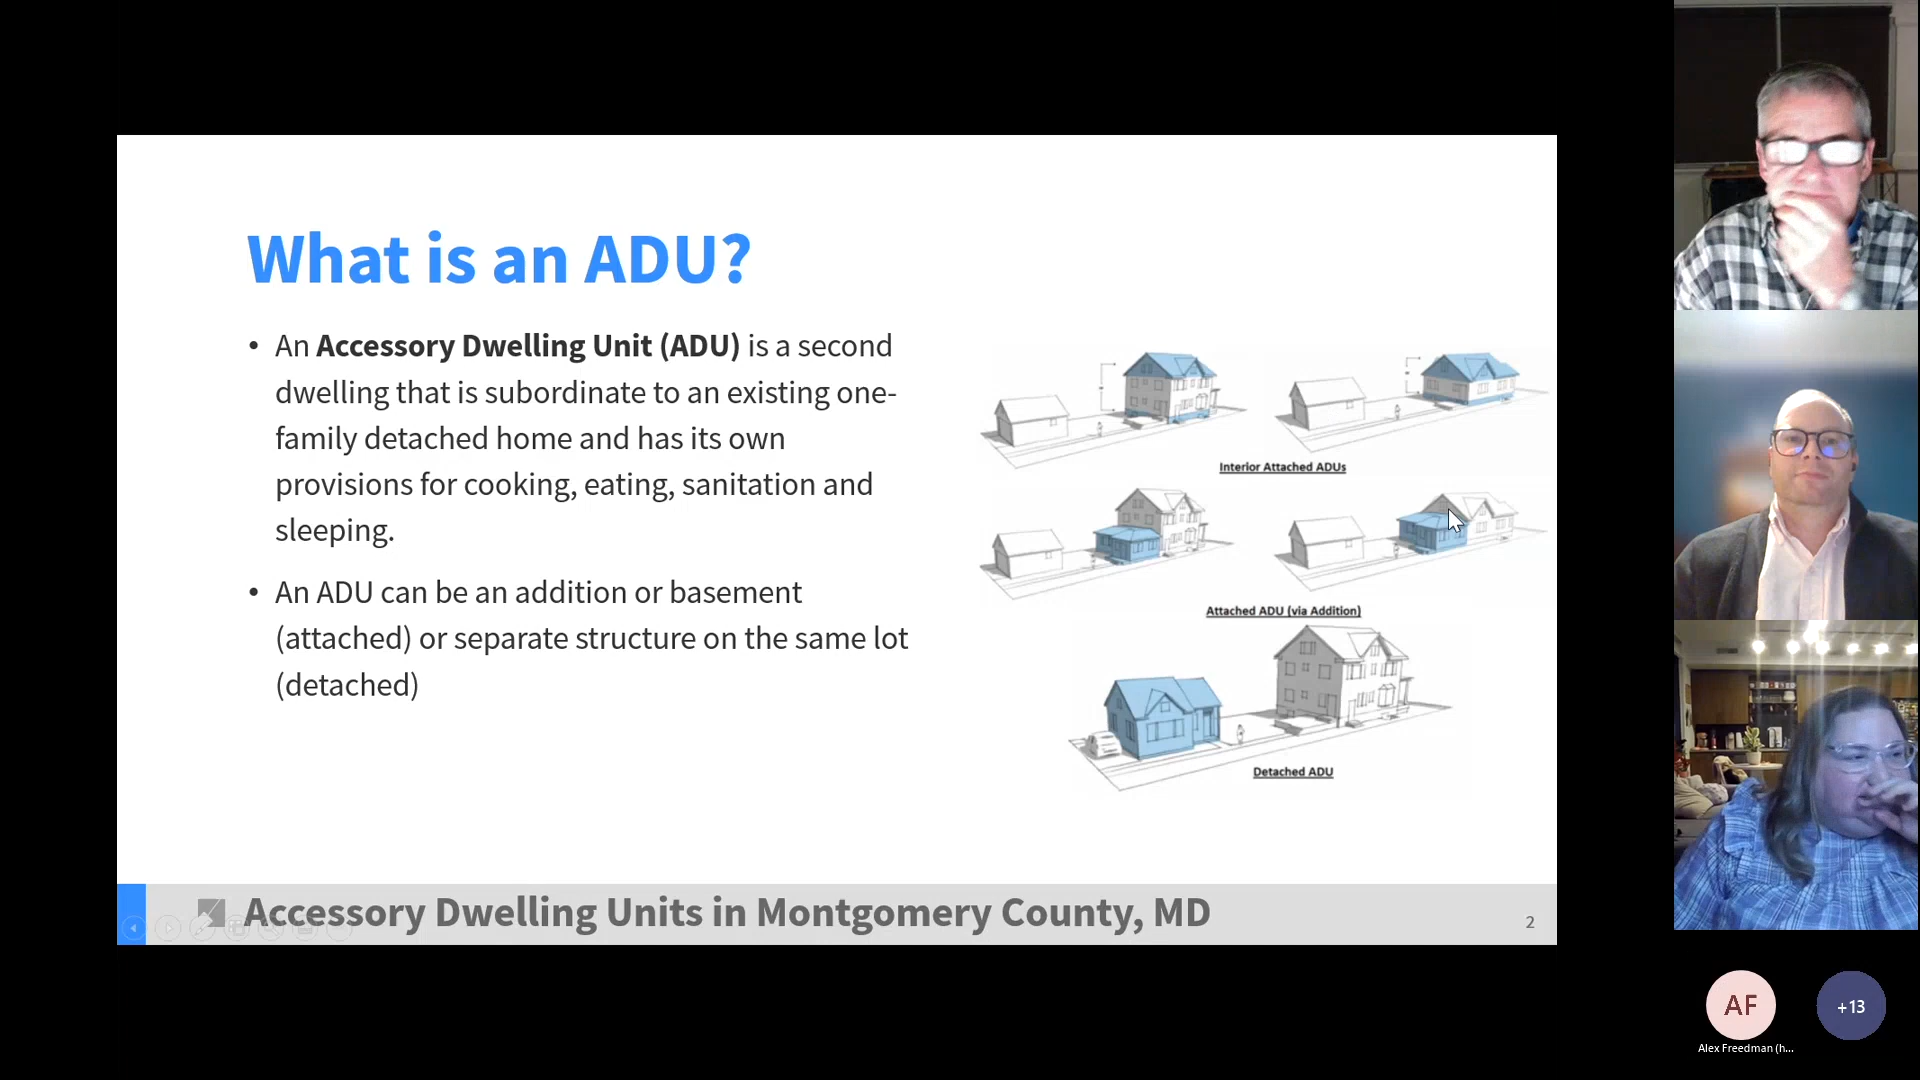 What is an ADU?
• An Accessory Dwelling Unit (ADU) is a second
dwelling that is subordinate to an existing one-
family detached home and has its own
provisions for cooking, eating, sanitation and
sleeping.
• An ADU can be an addition or basement
(attached) or separate structure on the same lot
(detached)
Interior Attached ADUs
Attached ADU (via Addition)
Detached ADU
Accessory Dwelling Units in Montgomery County, MD
2
AF
+13
Alex Freedman (h...